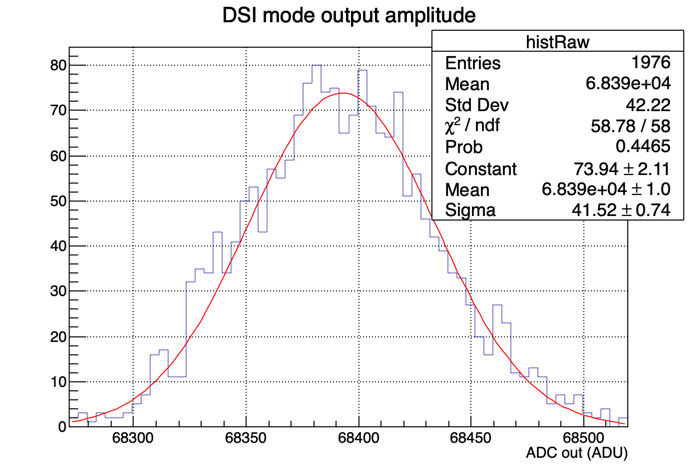 DSI mode output amplitude
histRaw
Entries 1976
Mean 6.839e+04
Std Dev 42.22
χ² / ndf 58.78 / 58
Prob 0.4465
Constant 73.94 ± 2.11
Mean 6.839e+04 ± 1.0
Sigma 41.52 ± 0.74
80
70
60
50
40
30
20
10
0
68300 68350 68400 68450 68500
ADC out (ADU)